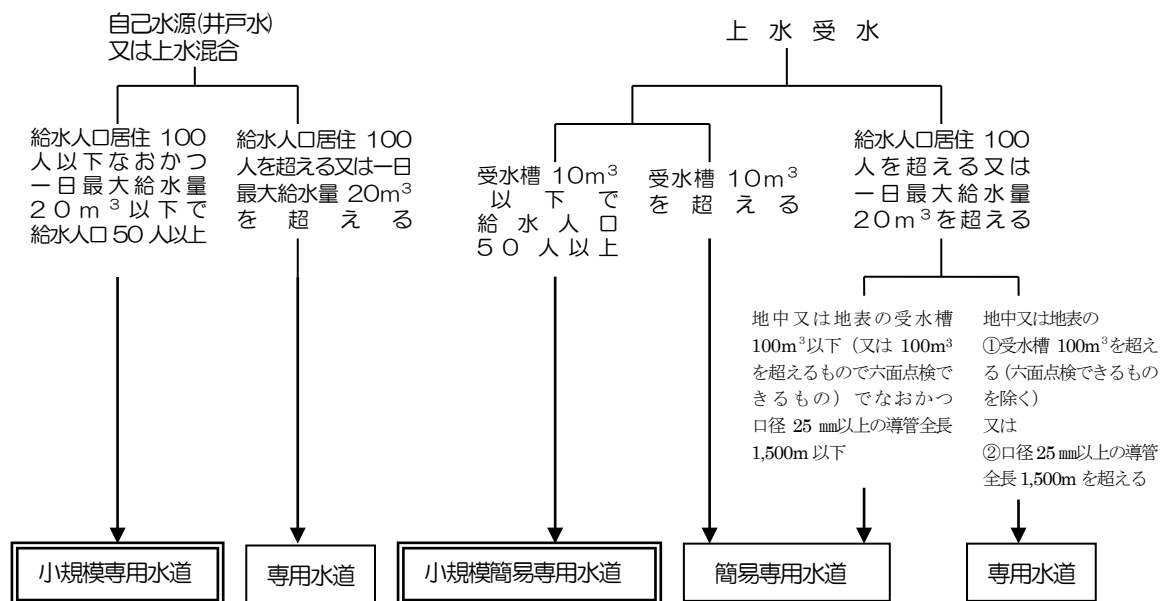 自己水源(井戸水)
又は上水混合
上水受水
給水人口居住 100
人以下なおかつ
一日最大給水量
20m³以下で
給水人口50人以上
給水人口居住 100
人を超える又は一日
最大給水量 20m³
を超える
受水槽 10m³
以下で
給水人口
50人以上
受水槽 10m³
を超える
給水人口居住 100
人を超える又は
一日最大給水量
20m³を超える
地中又は地表の受水槽
100m³以下（又は 100m³
を超えるもので六面点検で
きるもの）でなおかつ
口径 25 ㎜以上の導管全長
1,500m 以下
地中又は地表の
①受水槽 100m³を超え
る（六面点検できるもの
を除く）
又は
②口径 25 ㎜以上の導管
全長 1,500m を超える
小規模専用水道
専用水道
小規模簡易専用水道
簡易専用水道
専用水道